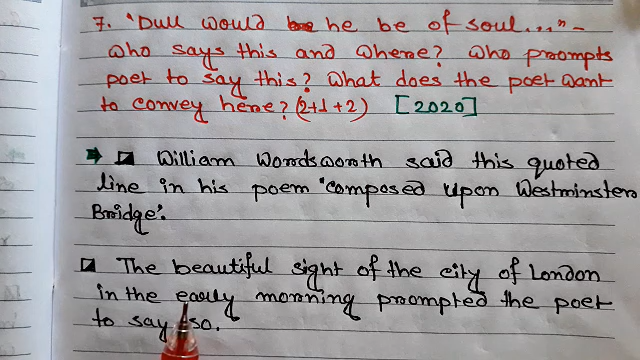 7. "Dull would he be of soul..." –
who says this and where? Who prompts
poet to say this? What does the poet want
to convey here? (2+1+2) [2020]
William Wordsworth said this quoted
line in his poem 'composed upon Westminster
Bridge'.
The beautiful sight of the city of London
in the early morning prompted the poet
to say so.